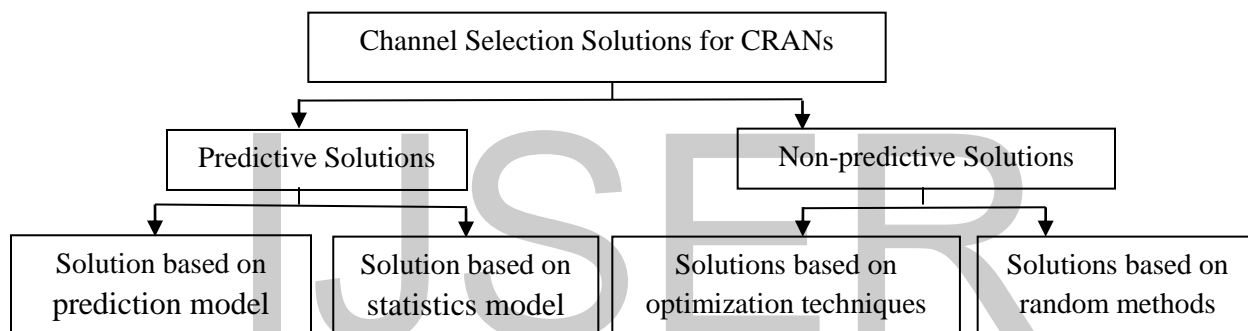 Channel Selection Solutions for CRANs
Predictive Solutions
Non-predictive Solutions
Solution based on
prediction model
Solution based on
statistics model
Solutions based on
optimization techniques
Solutions based on
random methods
IJSER